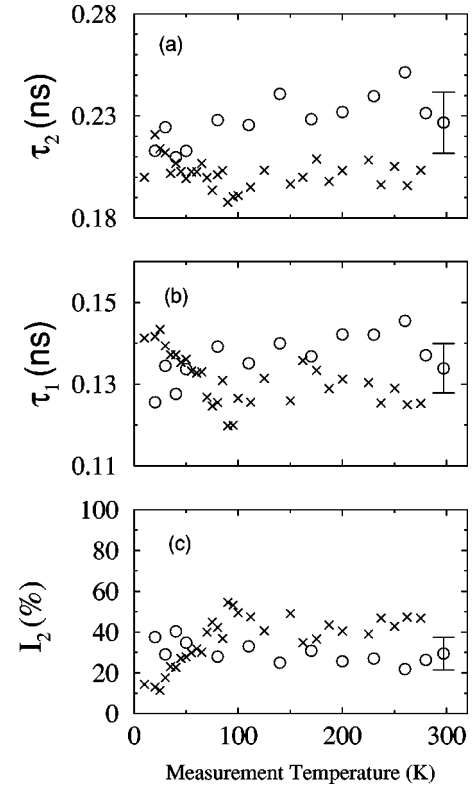 0.28
(a)
τ2 (ns)
0.23
0.18
(b)
0.15
τ1 (ns)
0.13
0.11
100
(c)
80
I2 (%)
60
40
20
0
0 100 200 300
Measurement Temperature (K)